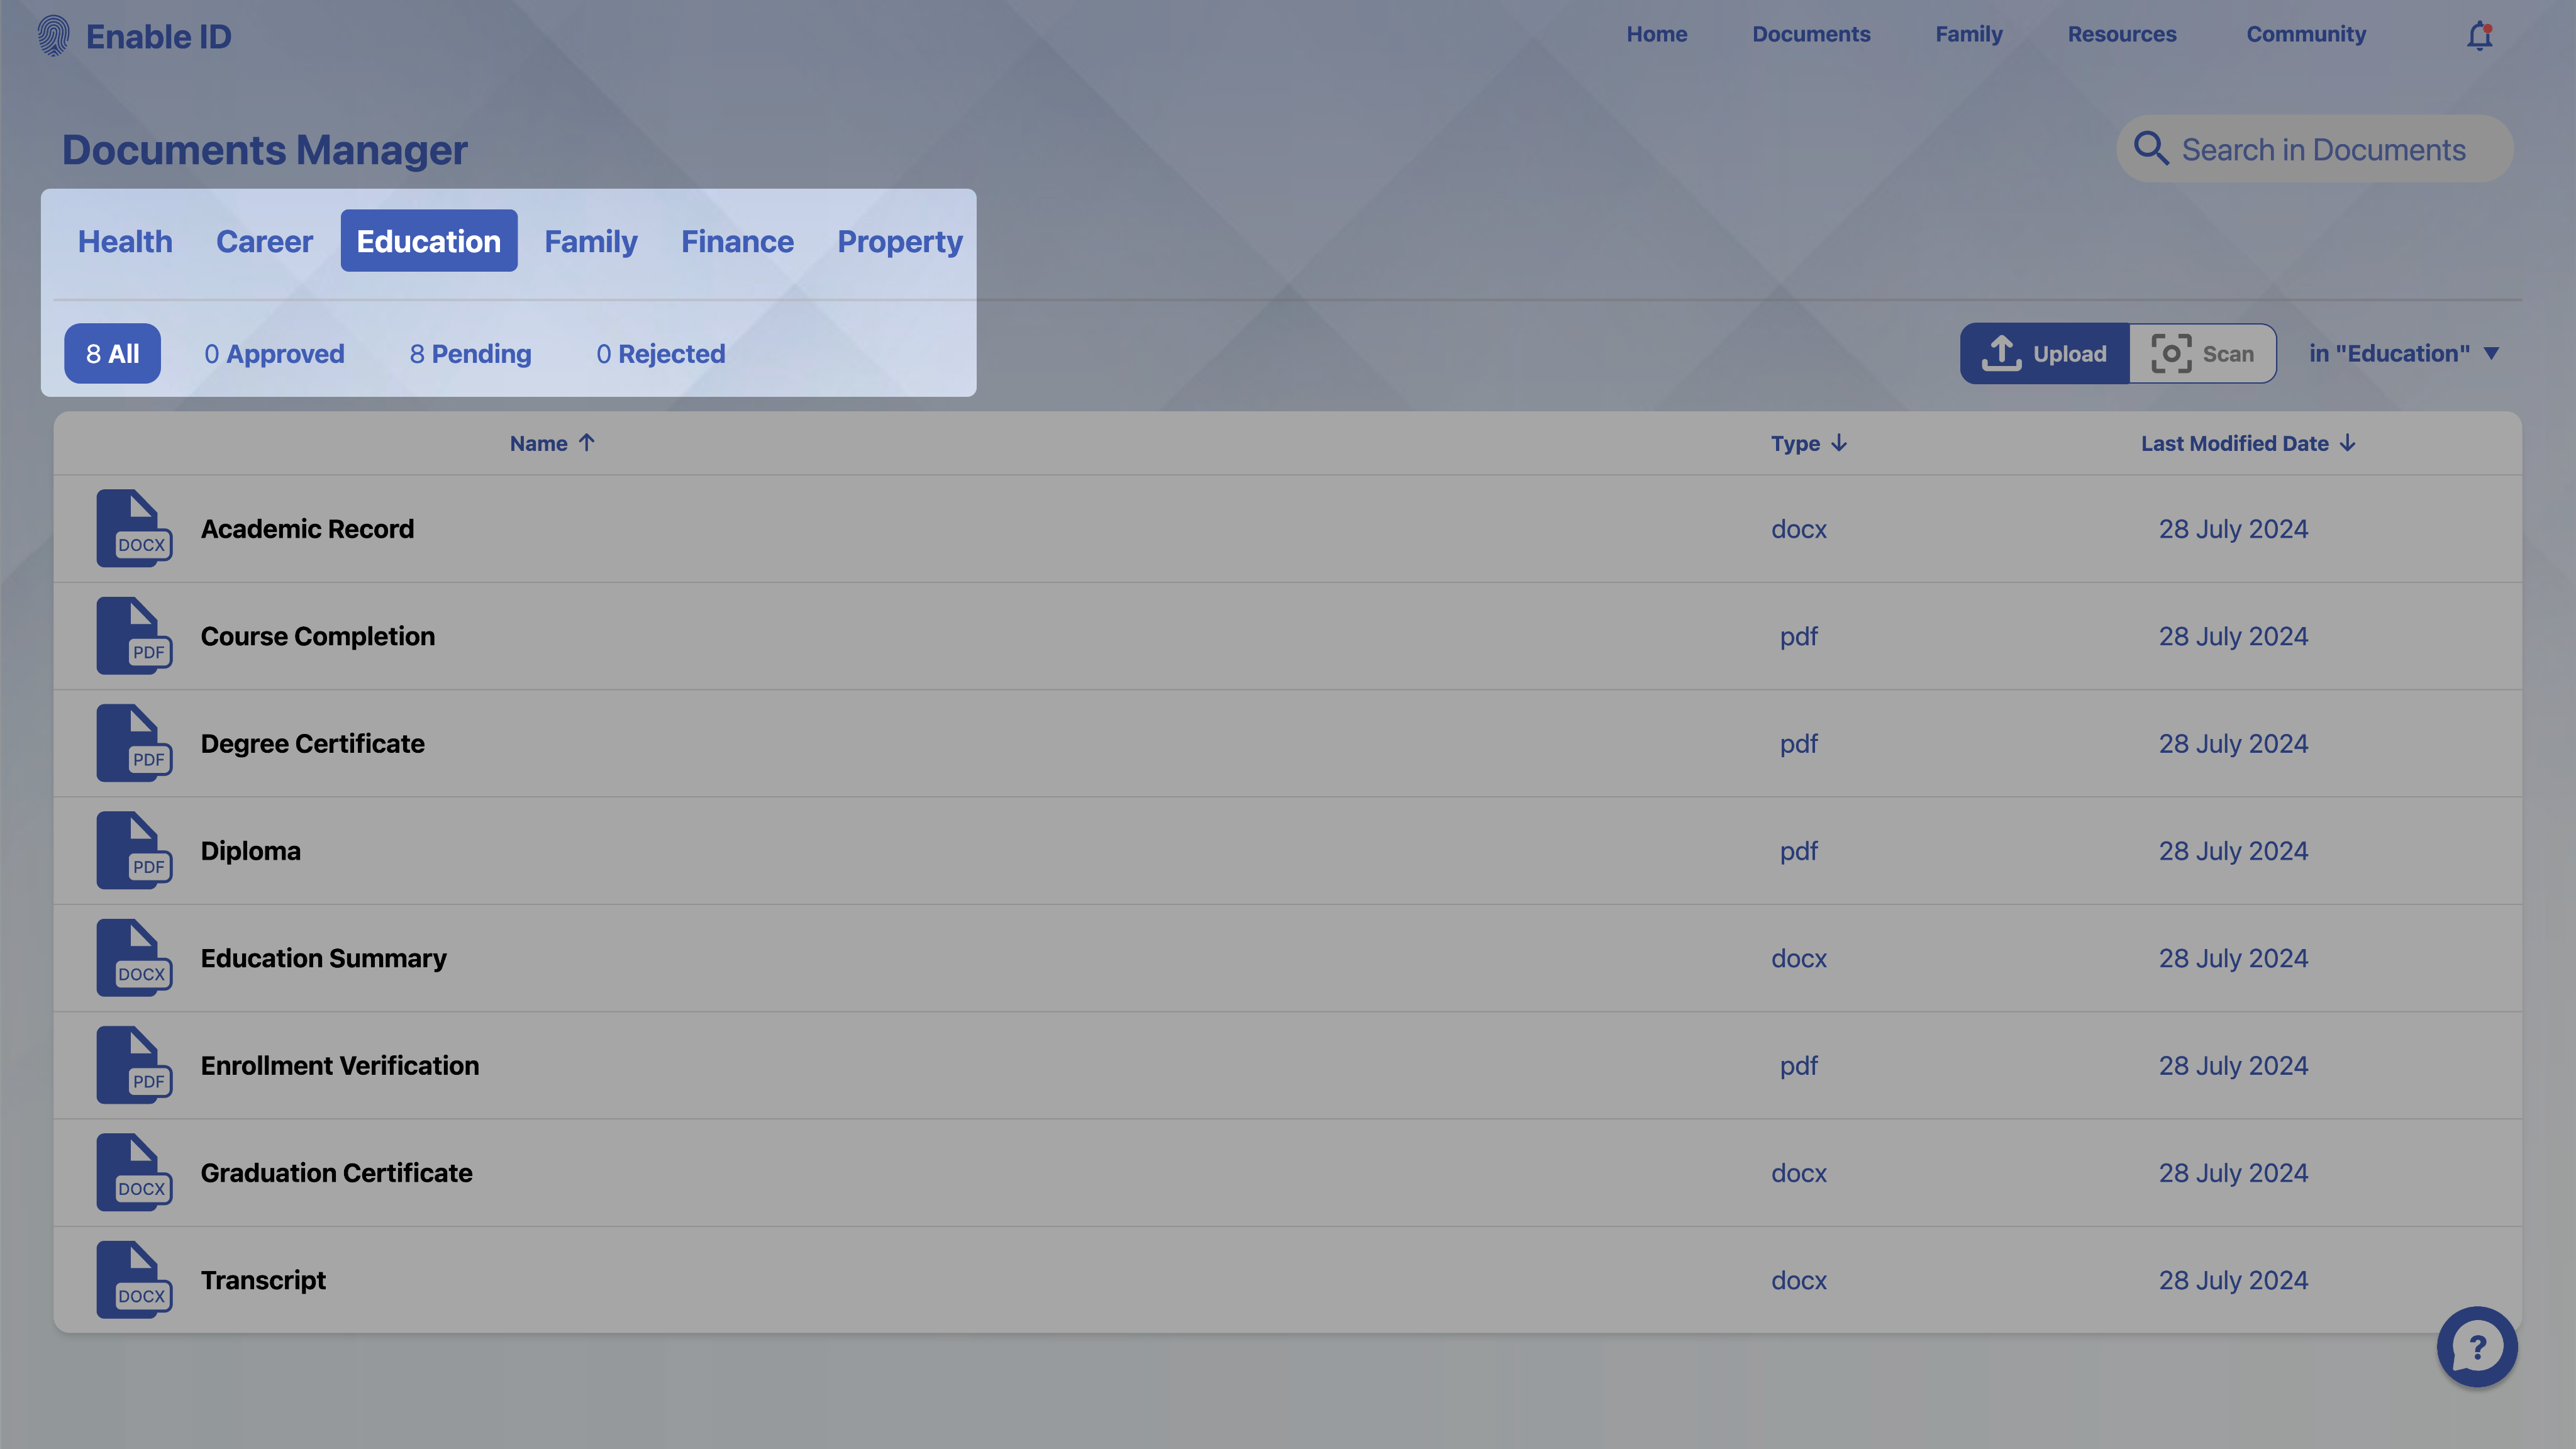 Enable ID
Home Documents Family Resources Community
Documents Manager
Search in Documents
Health Career Education Family Finance Property
8 All 0 Approved 8 Pending 0 Rejected
Upload Scan in "Education"
Name Type Last Modified Date
DOCX Academic Record docx 28 July 2024
PDF Course Completion pdf 28 July 2024
PDF Degree Certificate pdf 28 July 2024
PDF Diploma pdf 28 July 2024
DOCX Education Summary docx 28 July 2024
PDF Enrollment Verification pdf 28 July 2024
DOCX Graduation Certificate docx 28 July 2024
DOCX Transcript docx 28 July 2024
?